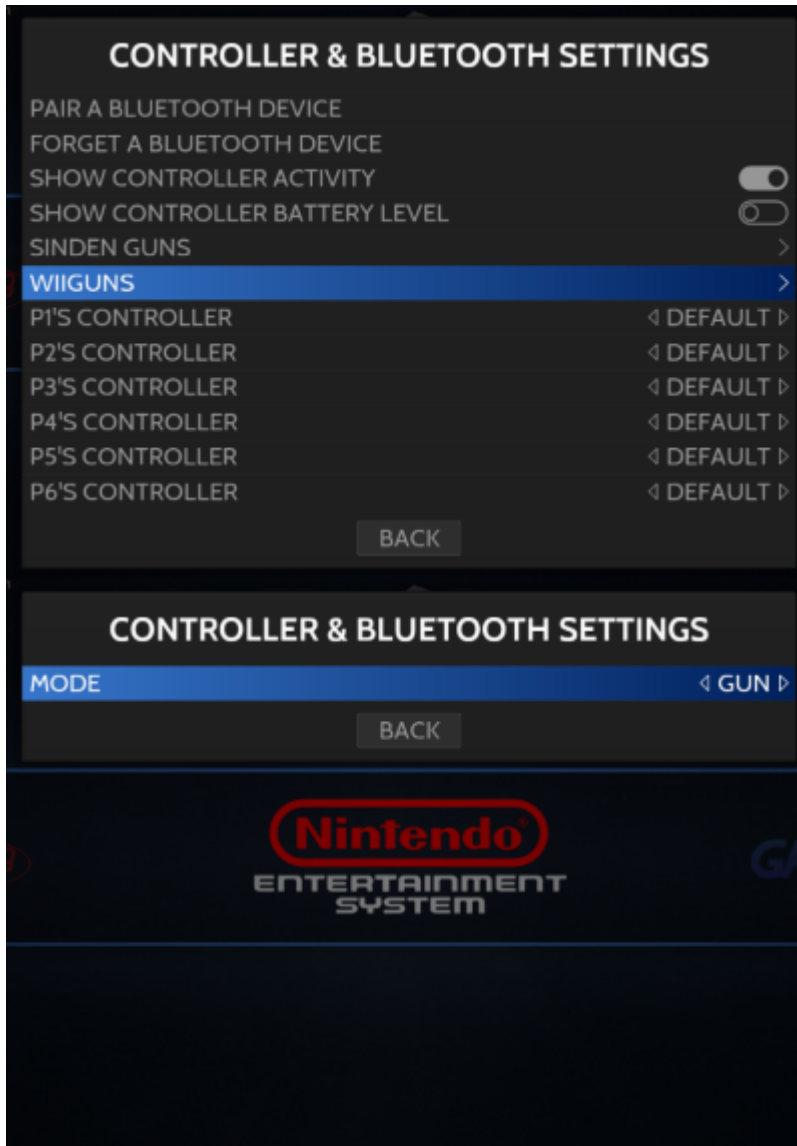 CONTROLLER & BLUETOOTH SETTINGS
PAIR A BLUETOOTH DEVICE
FORGET A BLUETOOTH DEVICE
SHOW CONTROLLER ACTIVITY
SHOW CONTROLLER BATTERY LEVEL
SINDEN GUNS
WIIGUNS
P1'S CONTROLLER DEFAULT
P2'S CONTROLLER DEFAULT
P3'S CONTROLLER DEFAULT
P4'S CONTROLLER DEFAULT
P5'S CONTROLLER DEFAULT
P6'S CONTROLLER DEFAULT
BACK
CONTROLLER & BLUETOOTH SETTINGS
MODE GUN
BACK
Nintendo®
ENTERTAINMENT
SYSTEM